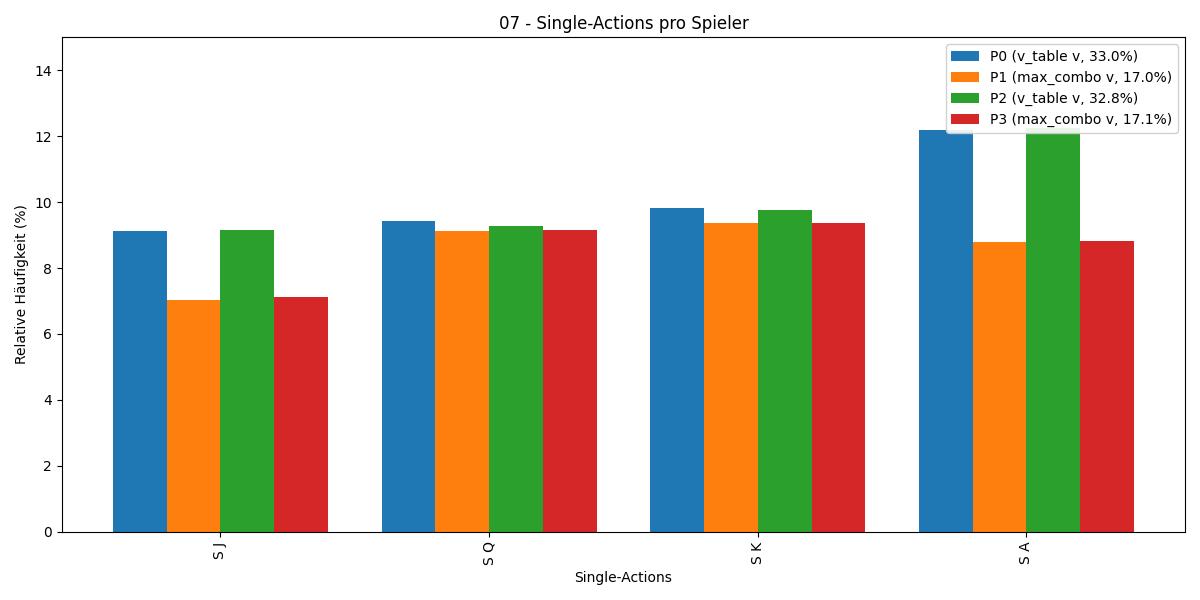 07 - Single-Actions pro Spieler
P0 (v_table v, 33.0%)
P1 (max_combo v, 17.0%)
P2 (v_table v, 32.8%)
P3 (max_combo v, 17.1%)
Relative Häufigkeit (%)
14
12
10
8
6
4
2
0
S J
S Q
S K
S A
Single-Actions